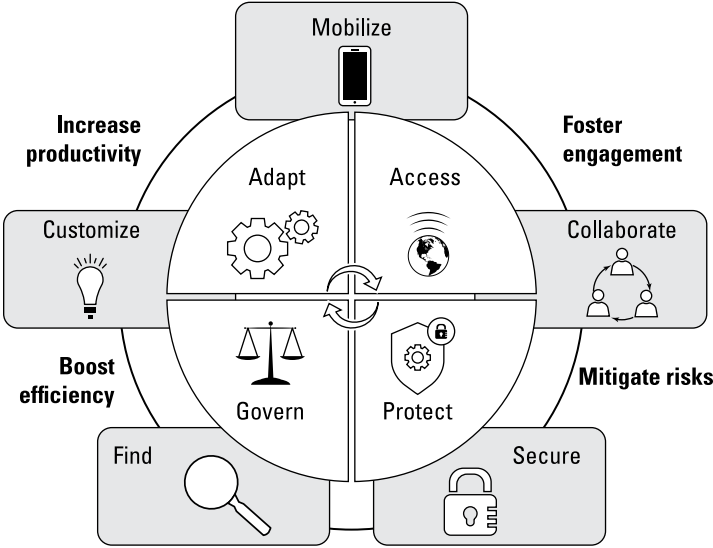 Mobilize
Increase
productivity
Foster
engagement
Adapt
Access
Customize
Collaborate
Boost
efficiency
Mitigate risks
Govern
Protect
Find
Secure